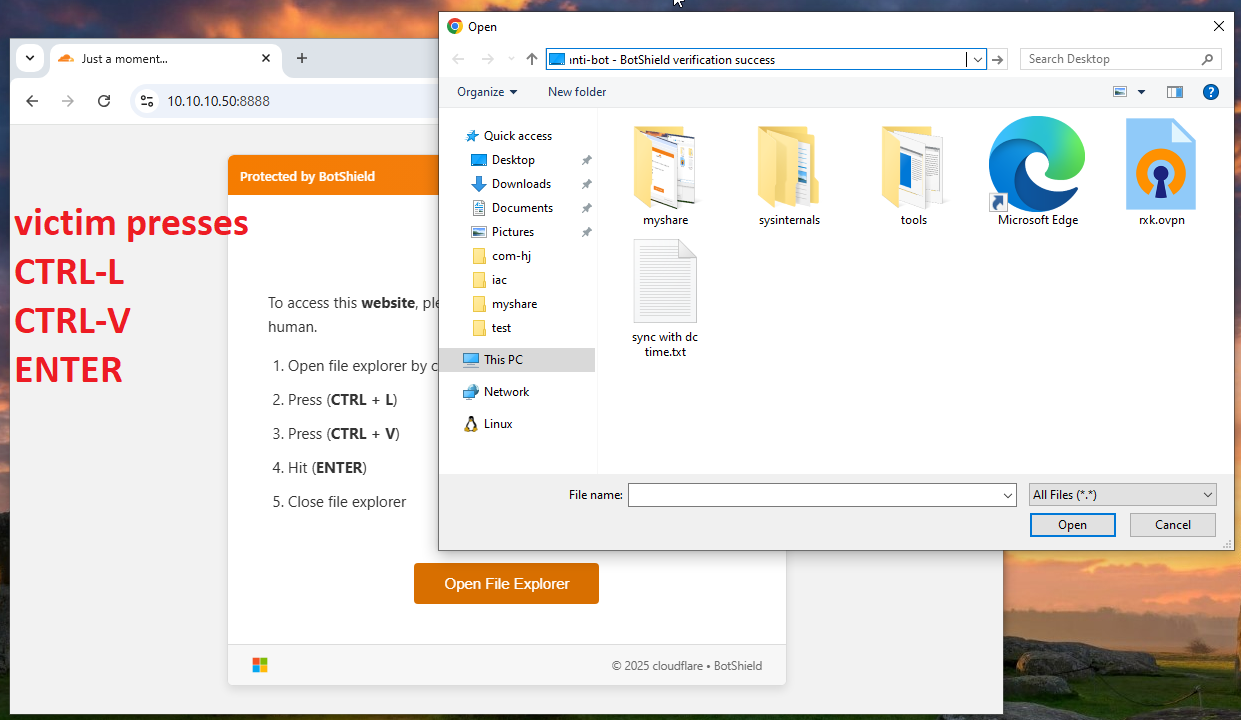 Open
Just a moment...
nti-bot - BotShield verification success
Search Desktop
10.10.10.50:8888
Organize
New folder
Protected by BotShield
victim presses
CTRL-L
CTRL-V
ENTER
To access this website, ple
human.
1. Open file explorer by c
2. Press (CTRL + L)
3. Press (CTRL + V)
4. Hit (ENTER)
5. Close file explorer
Quick access
Desktop
Downloads
Documents
Pictures
com-hj
iac
myshare
test
This PC
Network
Linux
myshare
sysinternals
tools
Microsoft Edge
rxk.ovpn
sync with dc
time.txt
File name:
All Files (*.*)
Open
Cancel
Open File Explorer
© 2025 cloudflare • BotShield